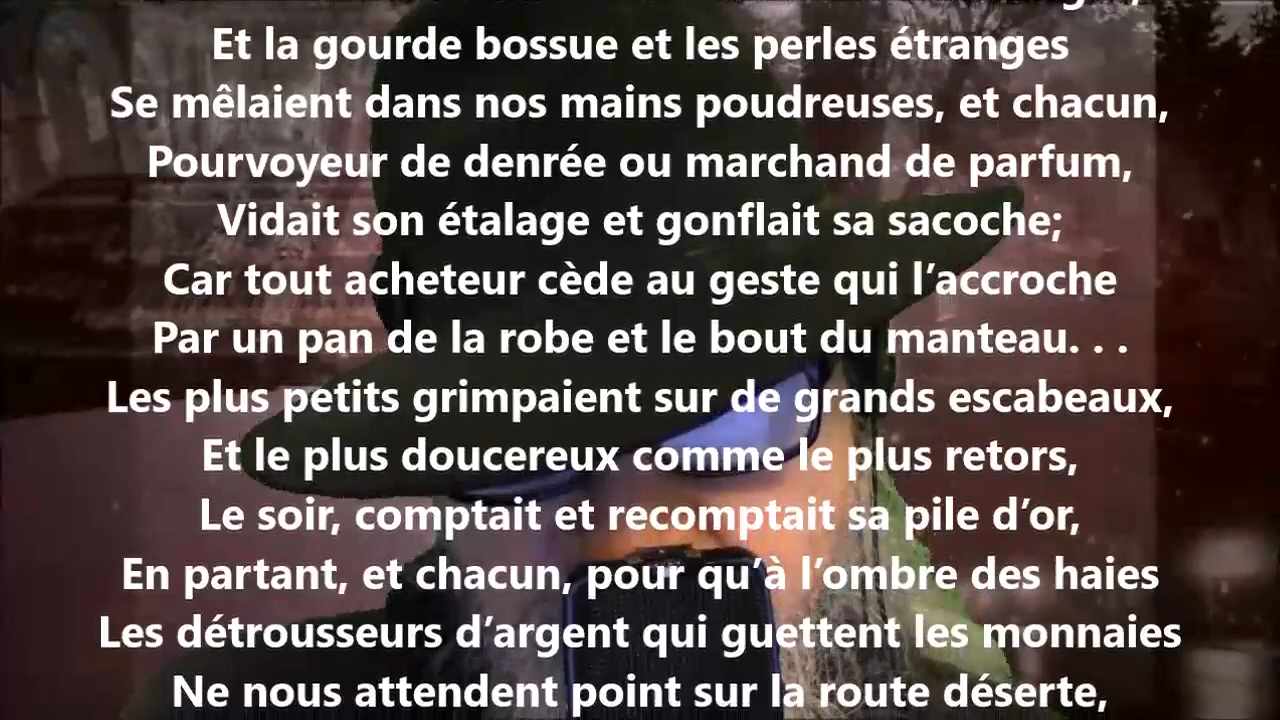 Et la gourde bossue et les perles étranges
Se mêlaient dans nos mains poudreuses, et chacun,
Pourvoyeur de denrée ou marchand de parfum,
Vidait son étalage et gonflait sa sacoche;
Car tout acheteur cède au geste qui l’accroche
Par un pan de la robe et le bout du manteau. . .
Les plus petits grimpaient sur de grands escabeaux,
Et le plus doucereux comme le plus retors,
Le soir, comptait et recomptait sa pile d’or,
En partant, et chacun, pour qu’à l’ombre des haies
Les détrousseurs d’argent qui guettent les monnaies
Ne nous attendent point sur la route déserte,